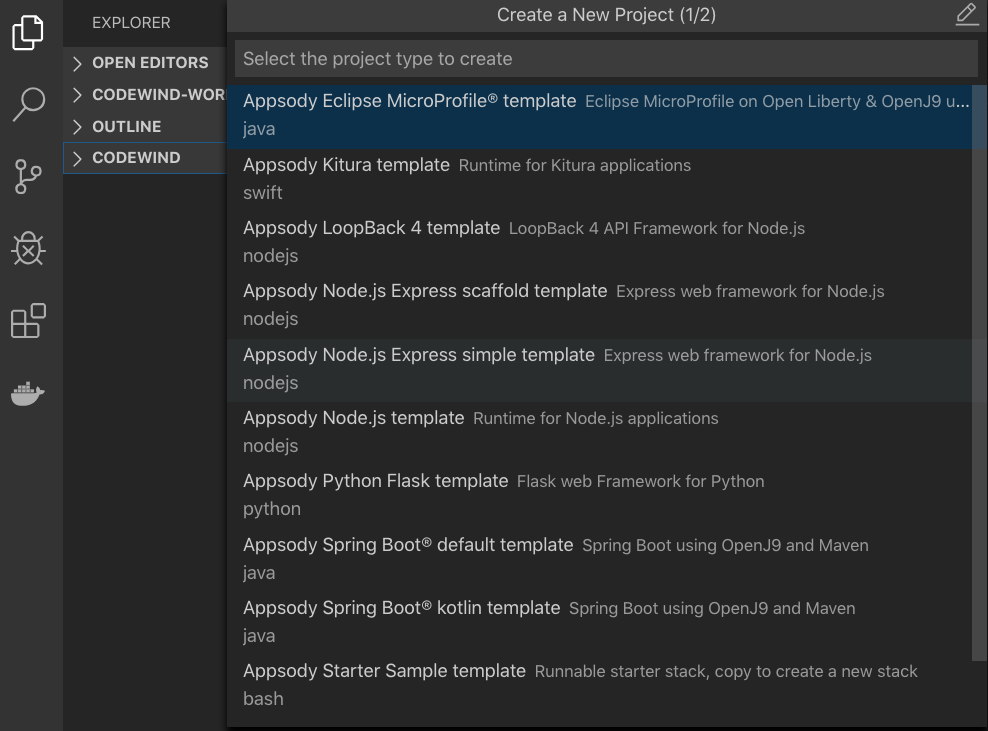 EXPLORER
OPEN EDITORS
CODEWIND-WOR
OUTLINE
CODEWIND
Create a New Project (1/2)
Select the project type to create
Appsody Eclipse MicroProfile® template Eclipse MicroProfile on Open Liberty & OpenJ9 u...
java
Appsody Kitura template Runtime for Kitura applications
swift
Appsody LoopBack 4 template LoopBack 4 API Framework for Node.js
nodejs
Appsody Node.js Express scaffold template Express web framework for Node.js
nodejs
Appsody Node.js Express simple template Express web framework for Node.js
nodejs
Appsody Node.js template Runtime for Node.js applications
nodejs
Appsody Python Flask template Flask web Framework for Python
python
Appsody Spring Boot® default template Spring Boot using OpenJ9 and Maven
java
Appsody Spring Boot® kotlin template Spring Boot using OpenJ9 and Maven
java
Appsody Starter Sample template Runnable starter stack, copy to create a new stack
bash